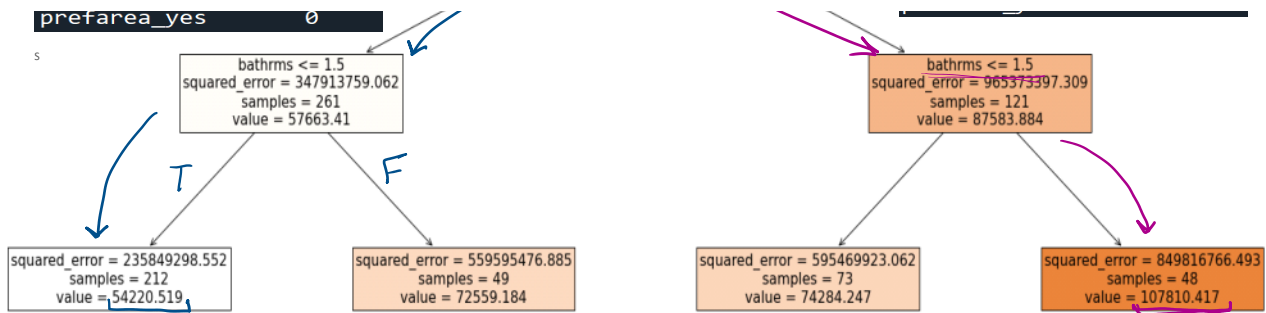 prefarea_yes 0
s
bathrms <= 1.5
squared_error = 347913759.062
samples = 261
value = 57663.41
bathrms <= 1.5
squared_error = 965373397.309
samples = 121
value = 87583.884
T
F
squared_error = 235849298.552
samples = 212
value = 54220.519
squared_error = 559595476.885
samples = 49
value = 72559.184
squared_error = 595469923.062
samples = 73
value = 74284.247
squared_error = 849816766.493
samples = 48
value = 107810.417